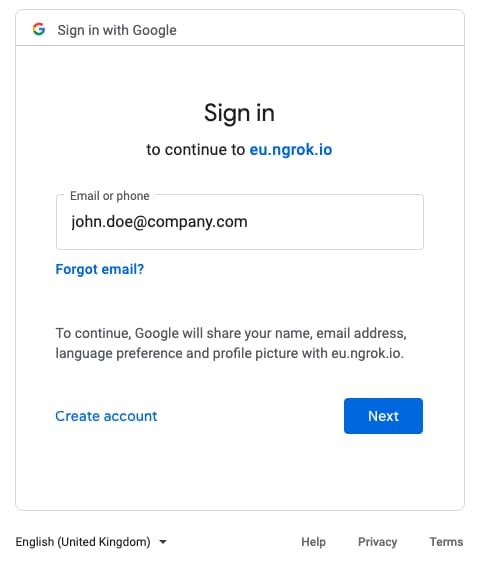 Sign in with Google
Sign in
to continue to eu.ngrok.io
Email or phone
john.doe@company.com
Forgot email?
To continue, Google will share your name, email address,
language preference and profile picture with eu.ngrok.io.
Create account
Next
English (United Kingdom)
Help
Privacy
Terms